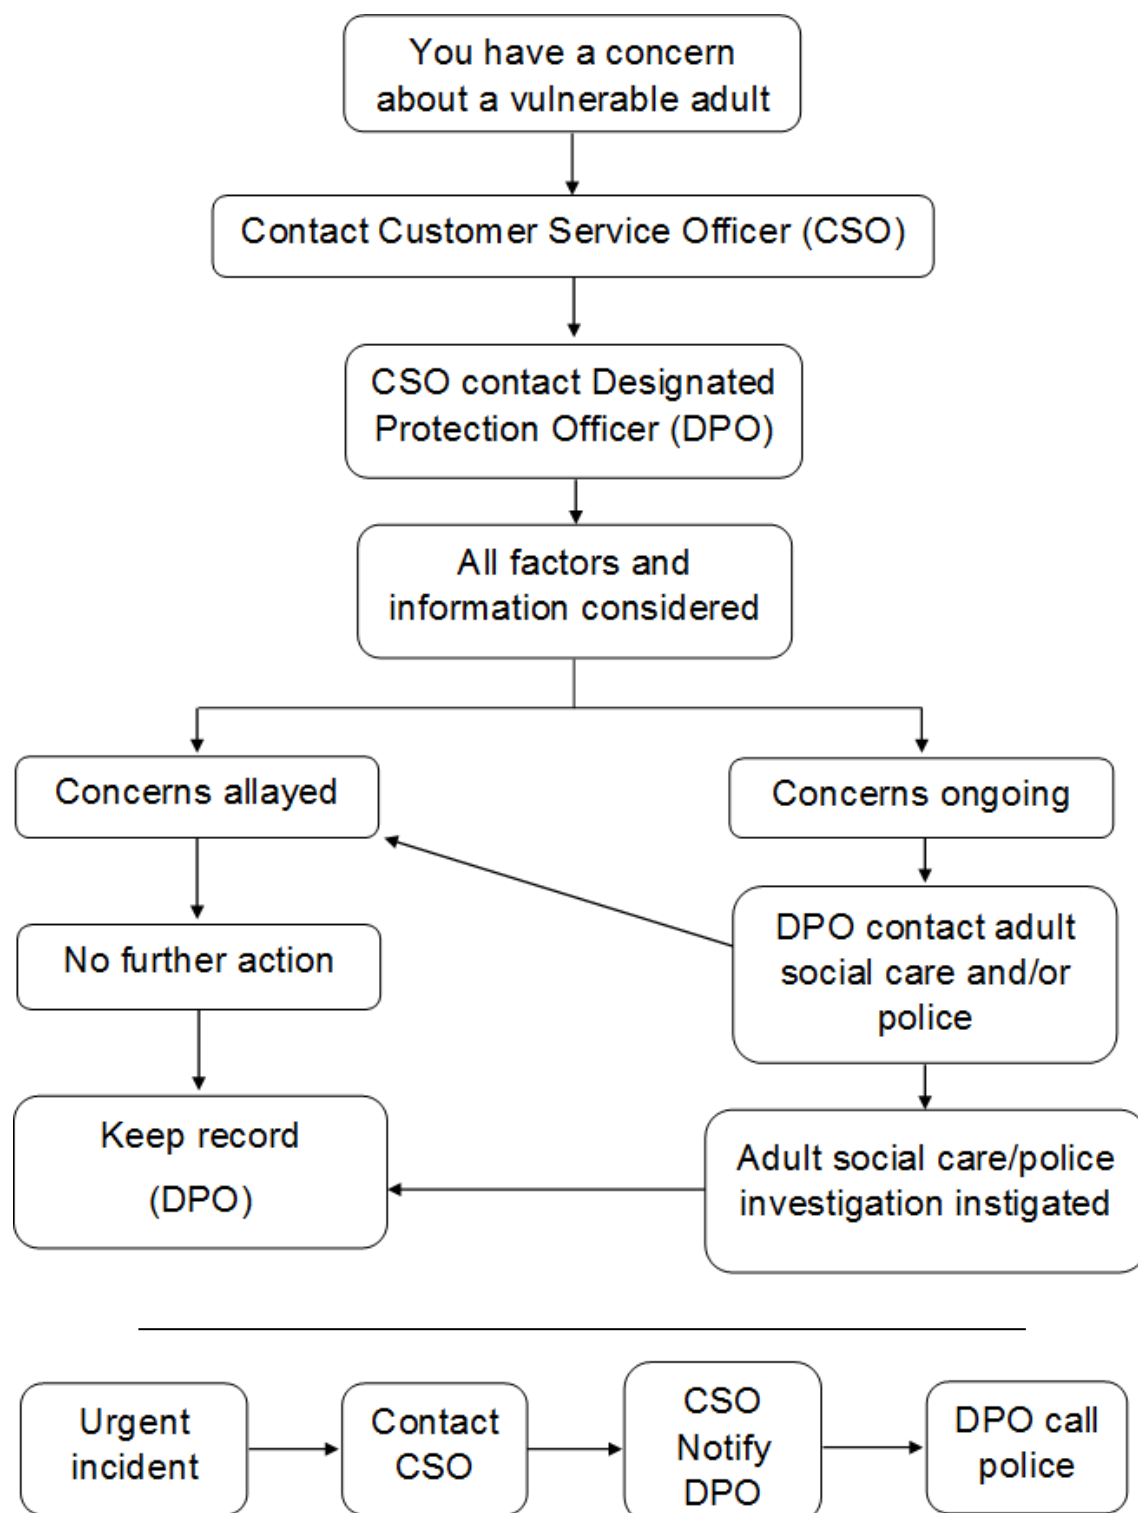 You have a concern
about a vulnerable adult
Contact Customer Service Officer (CSO)
CSO contact Designated
Protection Officer (DPO)
All factors and
information considered
Concerns allayed
Concerns ongoing
No further action
DPO contact adult
social care and/or
police
Keep record
(DPO)
Adult social care/police
investigation instigated
Urgent
incident
Contact
CSO
CSO
Notify
DPO
DPO call
police